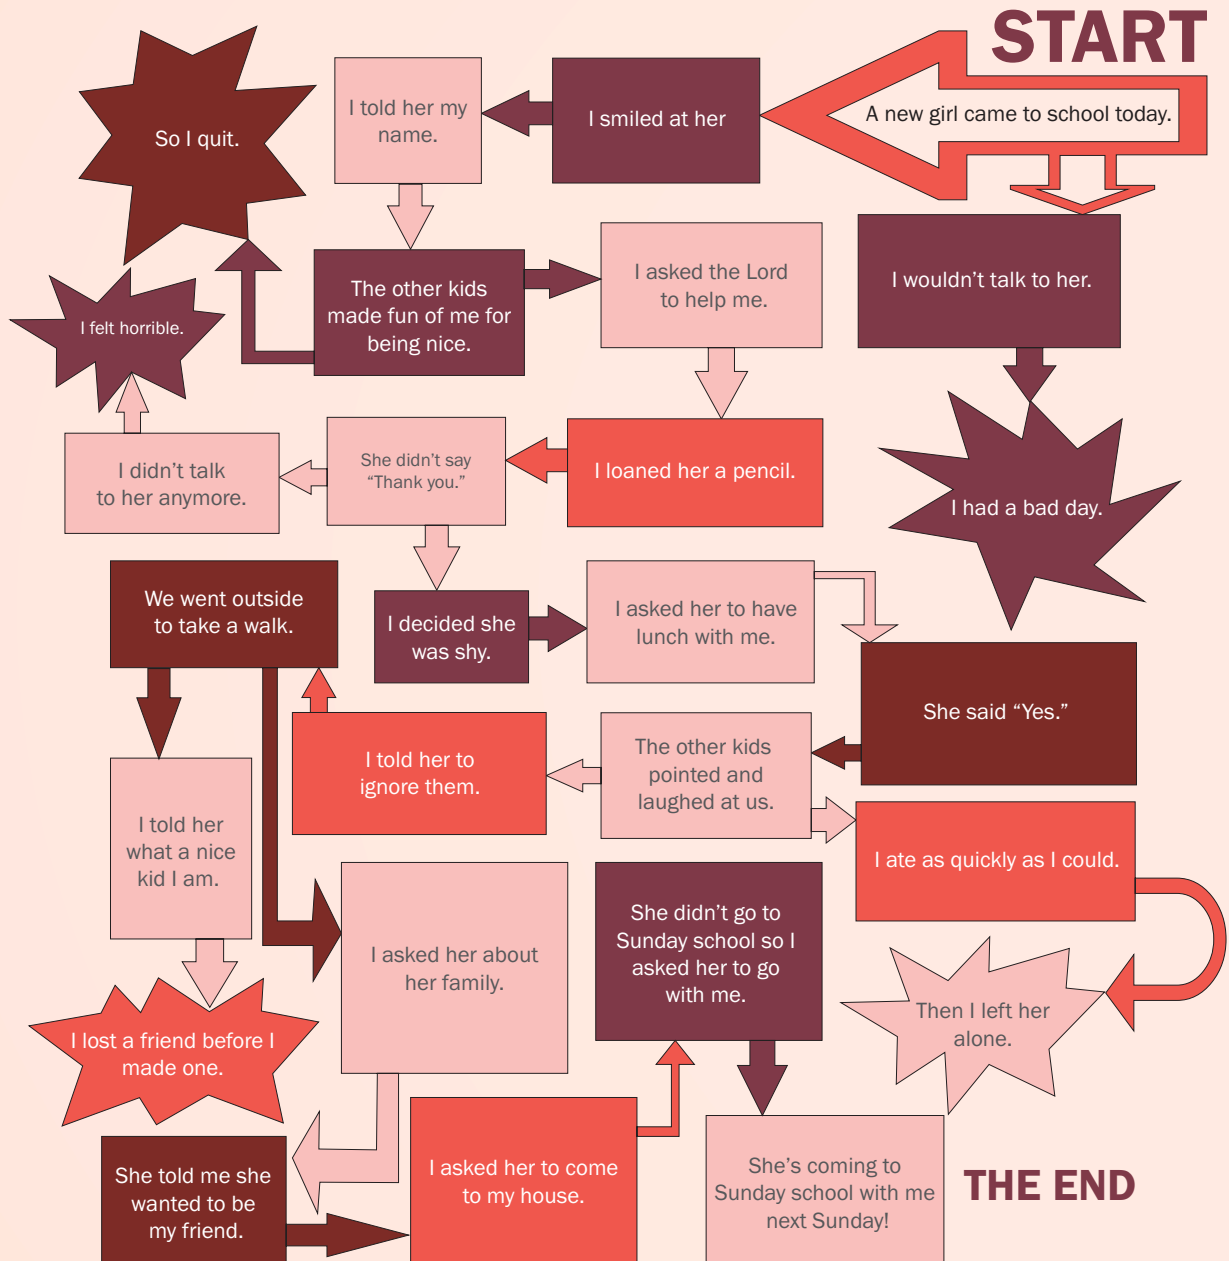 START
A new girl came to school today.
I smiled at her
I told her my
name.
So I quit.
The other kids
made fun of me for
being nice.
I asked the Lord
to help me.
I wouldn’t talk to her.
I felt horrible.
I had a bad day.
I didn’t talk
to her anymore.
She didn’t say
“Thank you.”
I loaned her a pencil.
We went outside
to take a walk.
I decided she
was shy.
I asked her to have
lunch with me.
She said “Yes.”
The other kids
pointed and
laughed at us.
I told her to
ignore them.
I told her
what a nice
kid I am.
I ate as quickly as I could.
I asked her about
her family.
She didn’t go to
Sunday school so I
asked her to go
with me.
Then I left her
alone.
I lost a friend before I
made one.
She told me she
wanted to be
my friend.
I asked her to come
to my house.
She’s coming to
Sunday school with me
next Sunday!
THE END